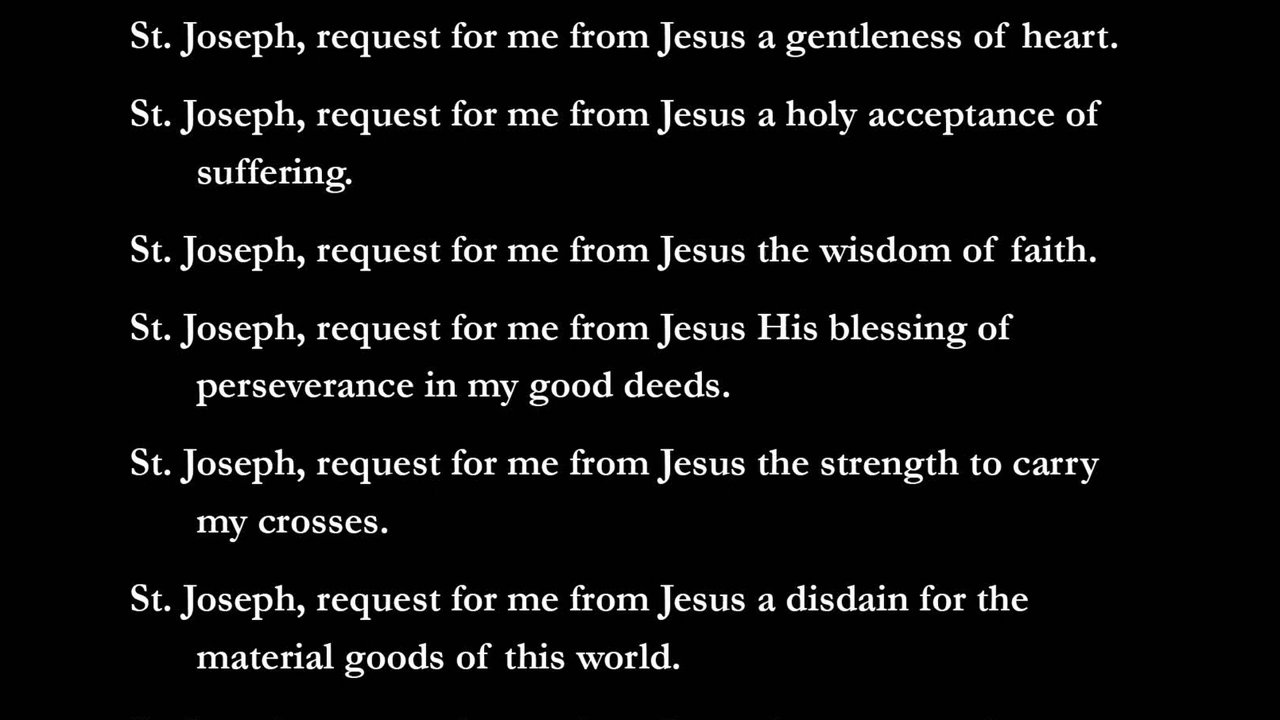 St. Joseph, request for me from Jesus a gentleness of heart.
St. Joseph, request for me from Jesus a holy acceptance of
suffering.
St. Joseph, request for me from Jesus the wisdom of faith.
St. Joseph, request for me from Jesus His blessing of
perseverance in my good deeds.
St. Joseph, request for me from Jesus the strength to carry
my crosses.
St. Joseph, request for me from Jesus a disdain for the
material goods of this world.